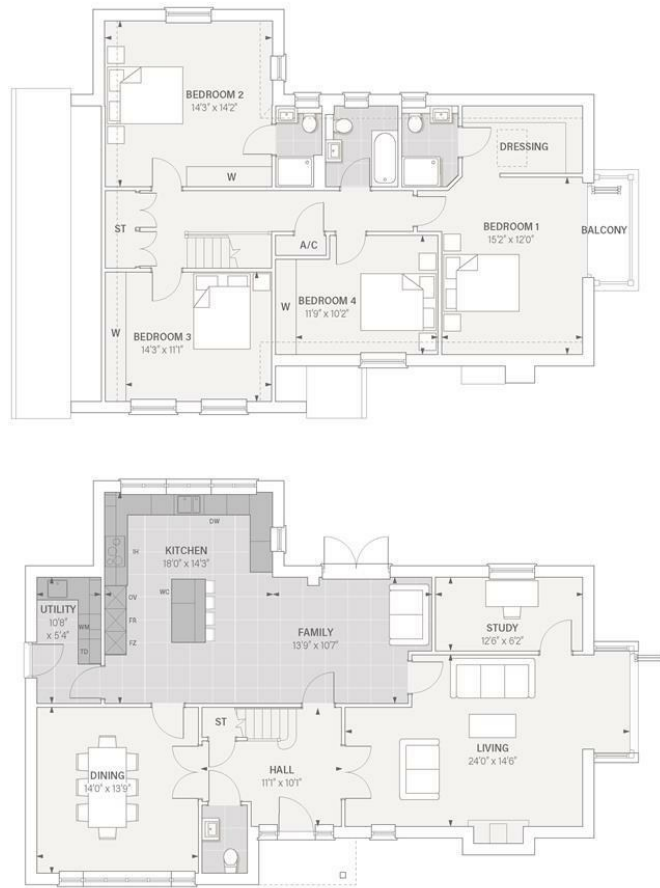 BEDROOM 2
14'3" x 14'2"
DRESSING
W
ST
A/C
BEDROOM 1
15'2" x 12'0"
BALCONY
W
BEDROOM 3
14'3" x 11'1"
W
BEDROOM 4
11'9" x 10'2"
DW
IH
KITCHEN
18'0" x 14'3"
WC
OV
FR
FZ
UTILITY
10'8"
x 5'4"
WM
TD
FAMILY
13'9" x 10'7"
STUDY
12'6" x 6'2"
ST
HALL
11'1" x 10'1"
LIVING
24'0" x 14'6"
DINING
14'0" x 13'9"